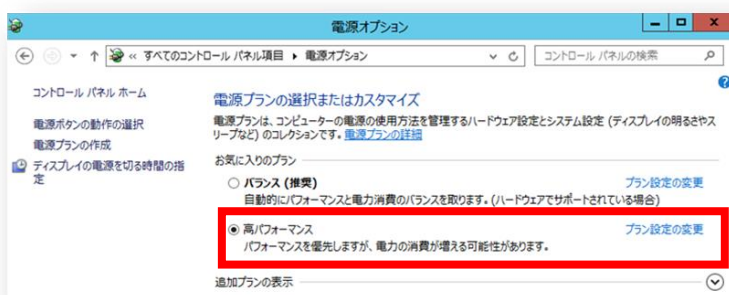 電源オプション
« すべてのコントロール パネル項目 ▸ 電源オプション
コントロール パネルの検索
コントロール パネル ホーム
電源ボタンの動作の選択
電源プランの作成
ディスプレイの電源を切る時間の指
定
電源プランの選択またはカスタマイズ
電源プランは、コンピューターの電源の使用方法を管理するハードウェア設定とシステム設定 (ディスプレイの明るさやス
リープなど) のコレクションです。電源プランの詳細
お気に入りのプラン
バランス (推奨)
プラン設定の変更
自動的にパフォーマンスと電力消費のバランスを取ります。(ハードウェアでサポートされている場合)
高パフォーマンス
プラン設定の変更
パフォーマンスを優先しますが、電力の消費が増える可能性があります。
追加プランの表示